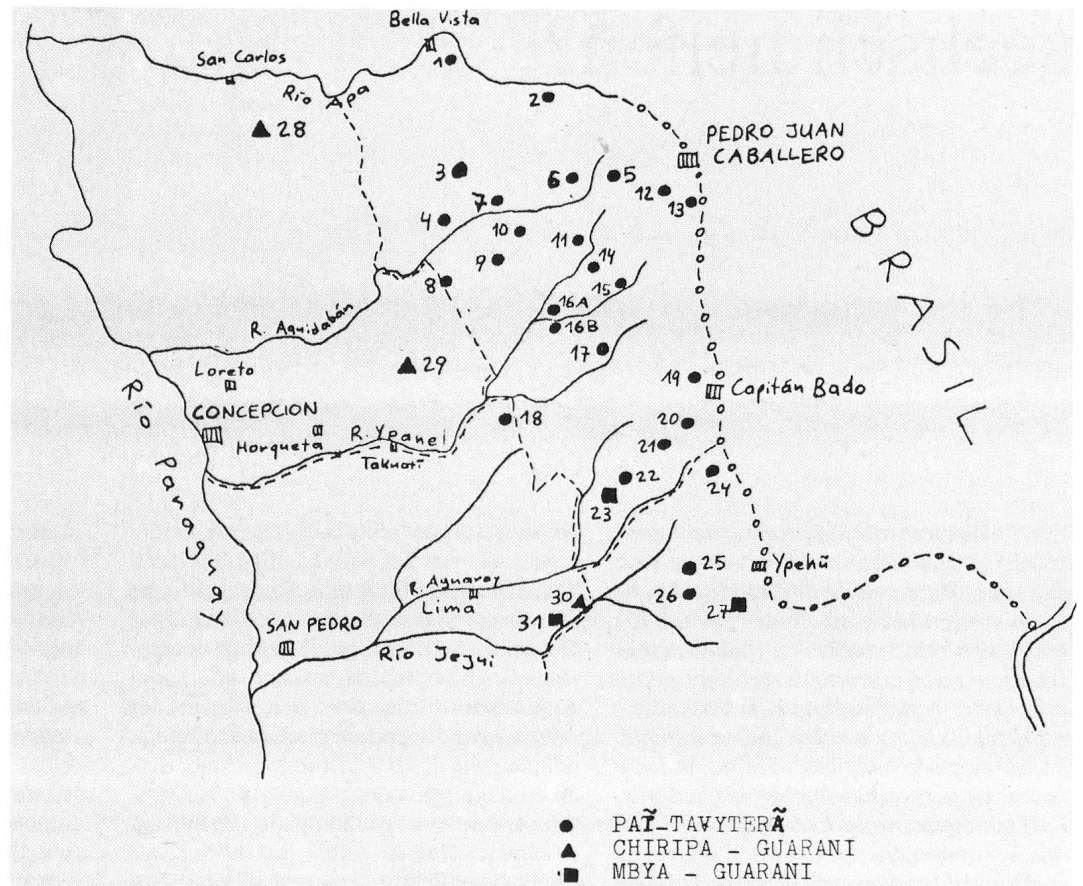 Bella Vista
1
San Carlos
Río Apa
2
28
PEDRO JUAN
CABALLERO
3
6
5
12
13
7
4
10
11
BRASIL
9
14
8
15
16A
16B
R. Aquidabán
17
29
Loreto
19
Capitán Bado
CONCEPCION
18
20
Horqueta
R. Ypané
Takuatí
21
Río Paraguay
22
24
23
25
Ypehũ
R. Aguaray
Lima
30
26
27
31
SAN PEDRO
Río Jejui
PAĨ-TAVYTERÃ
CHIRIPA - GUARANI
MBYA - GUARANI